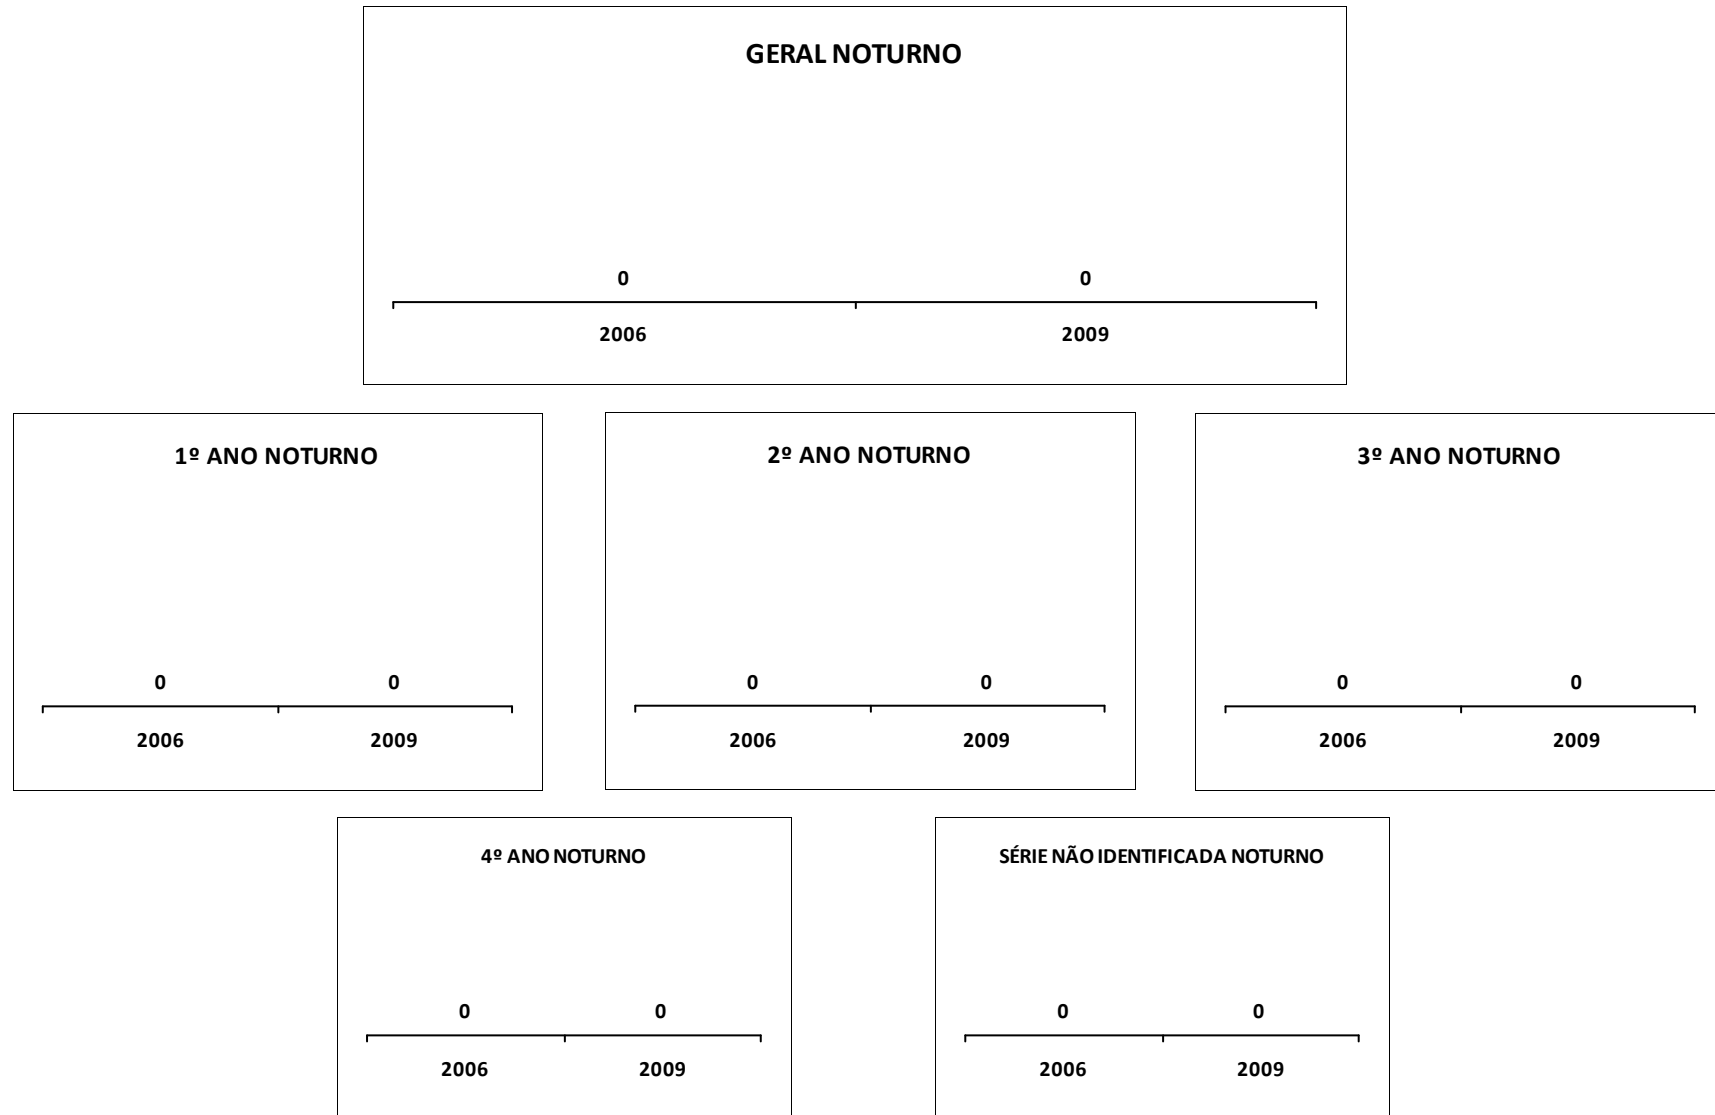 GERAL NOTURNO
0 0
2006 2009
1º ANO NOTURNO
0 0
2006 2009
2º ANO NOTURNO
0 0
2006 2009
3º ANO NOTURNO
0 0
2006 2009
4º ANO NOTURNO
0 0
2006 2009
SÉRIE NÃO IDENTIFICADA NOTURNO
0 0
2006 2009